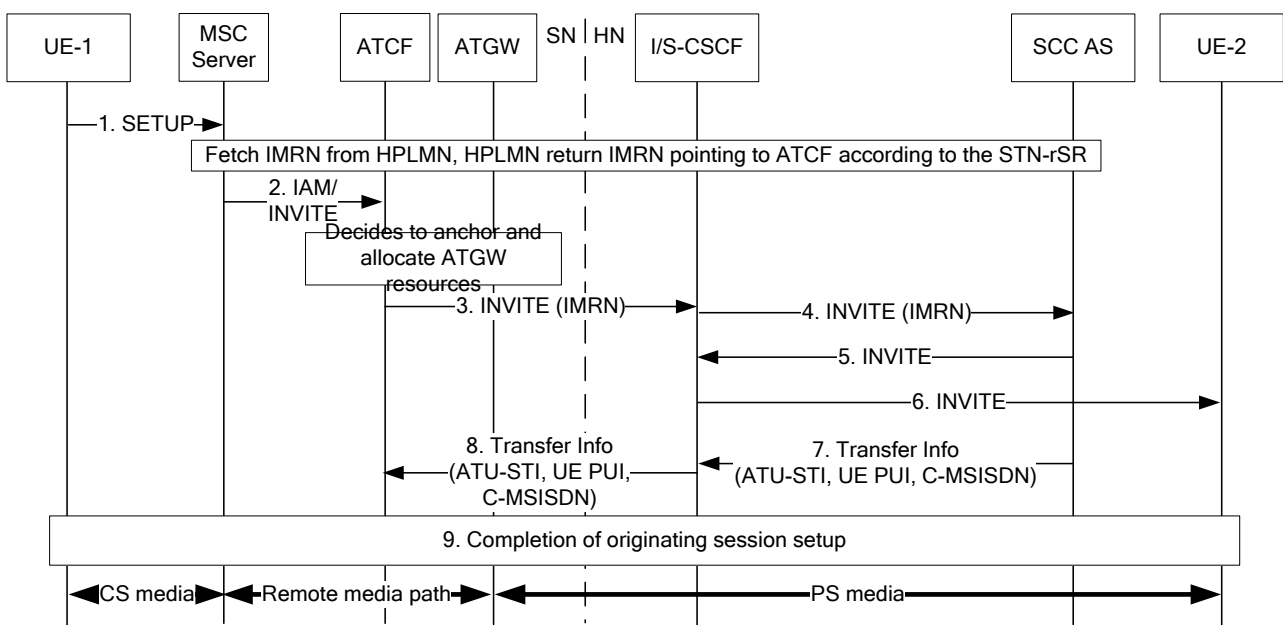 UE-1
MSC
Server
ATCF
ATGW
SN
HN
I/S-CSCF
SCC AS
UE-2
1. SETUP
Fetch IMRN from HPLMN, HPLMN return IMRN pointing to ATCF according to the STN-rSR
2. IAM/
INVITE
Decides to anchor and
allocate ATGW
resources
3. INVITE (IMRN)
4. INVITE (IMRN)
5. INVITE
6. INVITE
8. Transfer Info
(ATU-STI, UE PUI,
C-MSISDN)
7. Transfer Info
(ATU-STI, UE PUI, C-MSISDN)
9. Completion of originating session setup
CS media
Remote media path
PS media